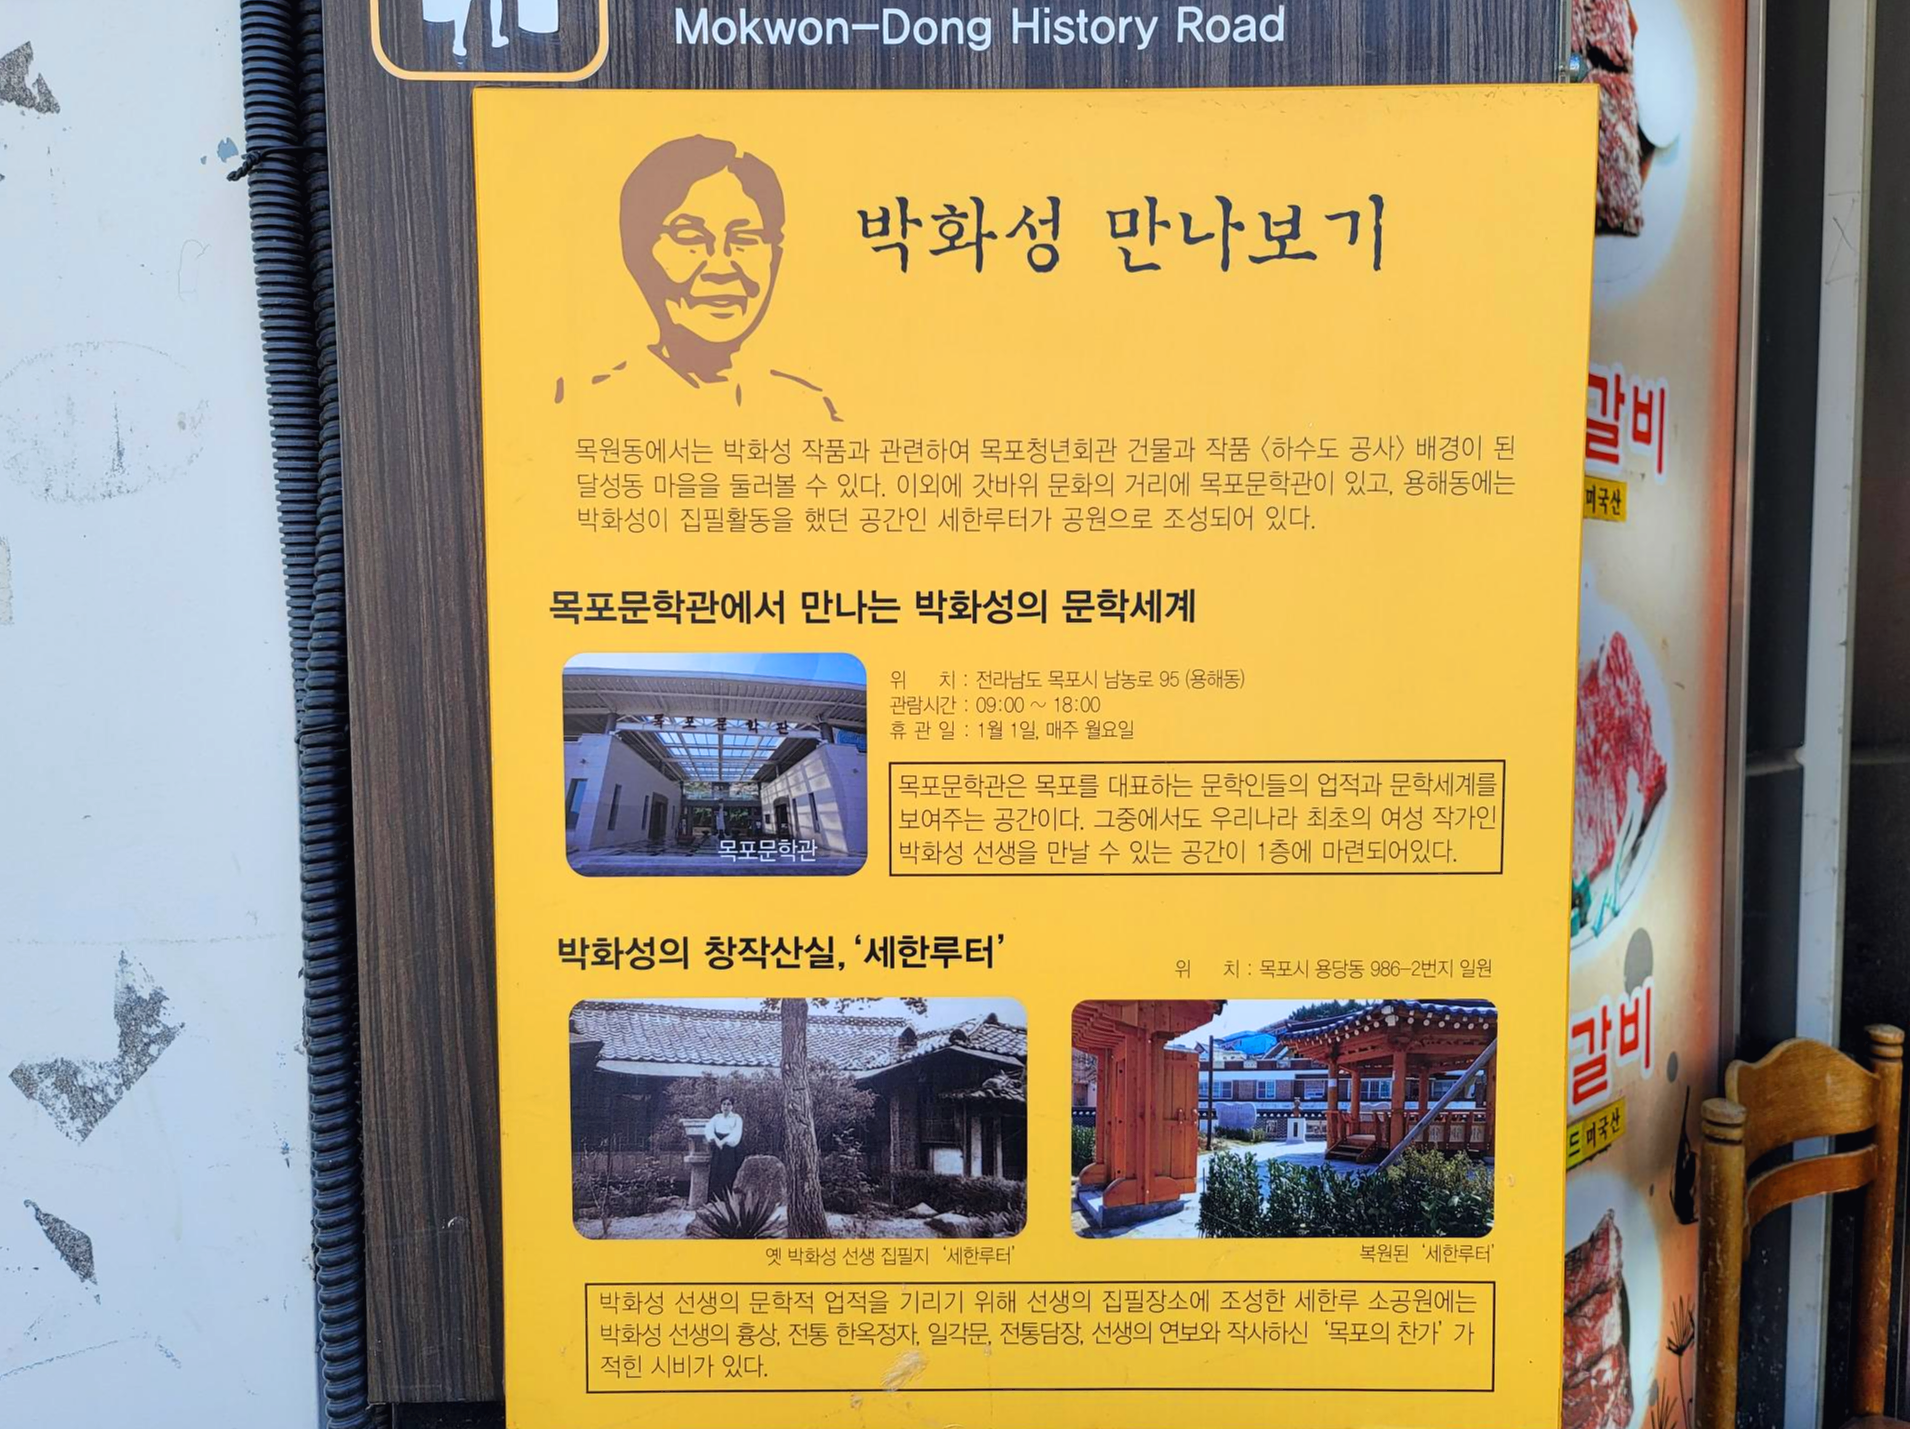 Mokwon-Dong History Road
박화성 만나보기
목원동에서는 박화성 작품과 관련하여 목포청년회관 건물과 작품 〈하수도 공사〉 배경이 된
달성동 마을을 둘러볼 수 있다. 이외에 갓바위 문화의 거리에 목포문학관이 있고, 용해동에는
박화성이 집필활동을 했던 공간인 세한루터가 공원으로 조성되어 있다.
목포문학관에서 만나는 박화성의 문학세계
목포문학관
목포문학관
위 치 : 전라남도 목포시 남농로 95 (용해동)
관람시간 : 09:00 ~ 18:00
휴 관 일 : 1월 1일, 매주 월요일
목포문학관은 목포를 대표하는 문학인들의 업적과 문학세계를
보여주는 공간이다. 그중에서도 우리나라 최초의 여성 작가인
박화성 선생을 만날 수 있는 공간이 1층에 마련되어있다.
박화성의 창작산실, ‘세한루터’
위 치 : 목포시 용당동 986-2번지 일원
옛 박화성 선생 집필지 ‘세한루터’
복원된 ‘세한루터’
박화성 선생의 문학적 업적을 기리기 위해 선생의 집필장소에 조성한 세한루 소공원에는
박화성 선생의 흉상, 전통 한옥정자, 일각문, 전통담장, 선생의 연보와 작사하신 ‘목포의 찬가’ 가
적힌 시비가 있다.
갈비
미국산
갈비
드 미국산